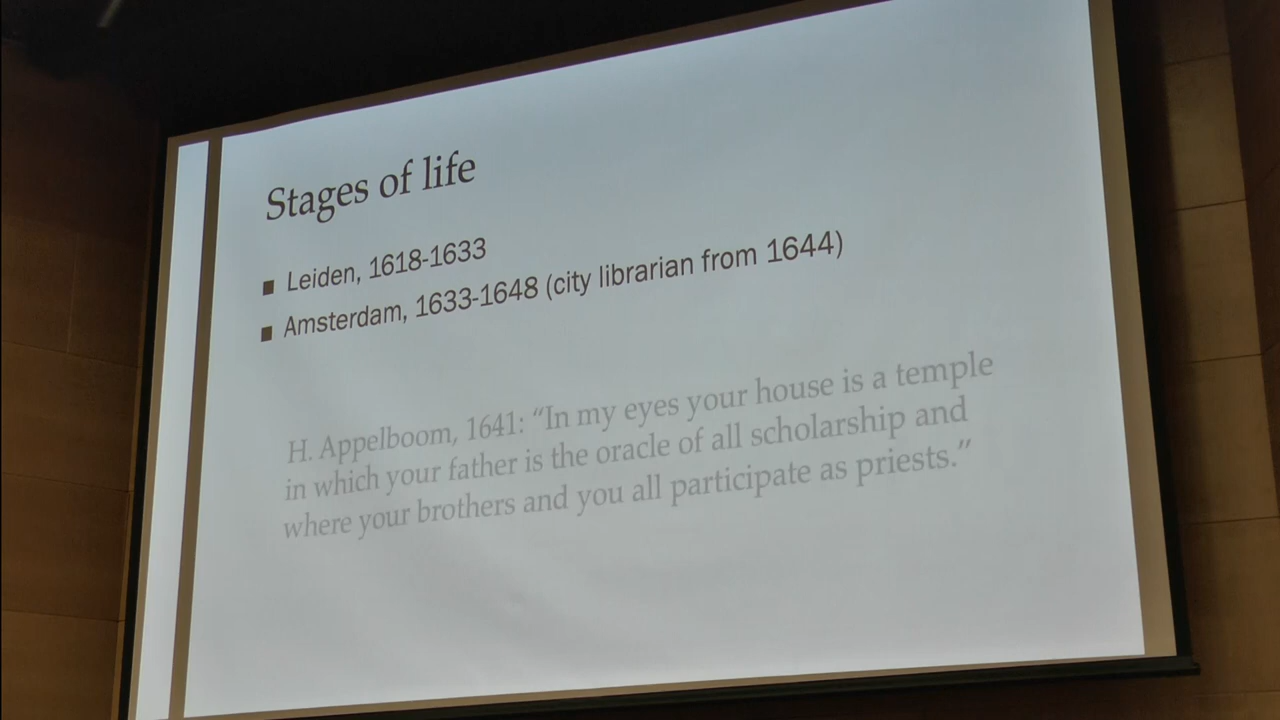 Stages of life
■ Leiden, 1618-1633
■ Amsterdam, 1633-1648 (city librarian from 1644)
H. Appelboom, 1641: “In my eyes your house is a temple
in which your father is the oracle of all scholarship and
where your brothers and you all participate as priests.”